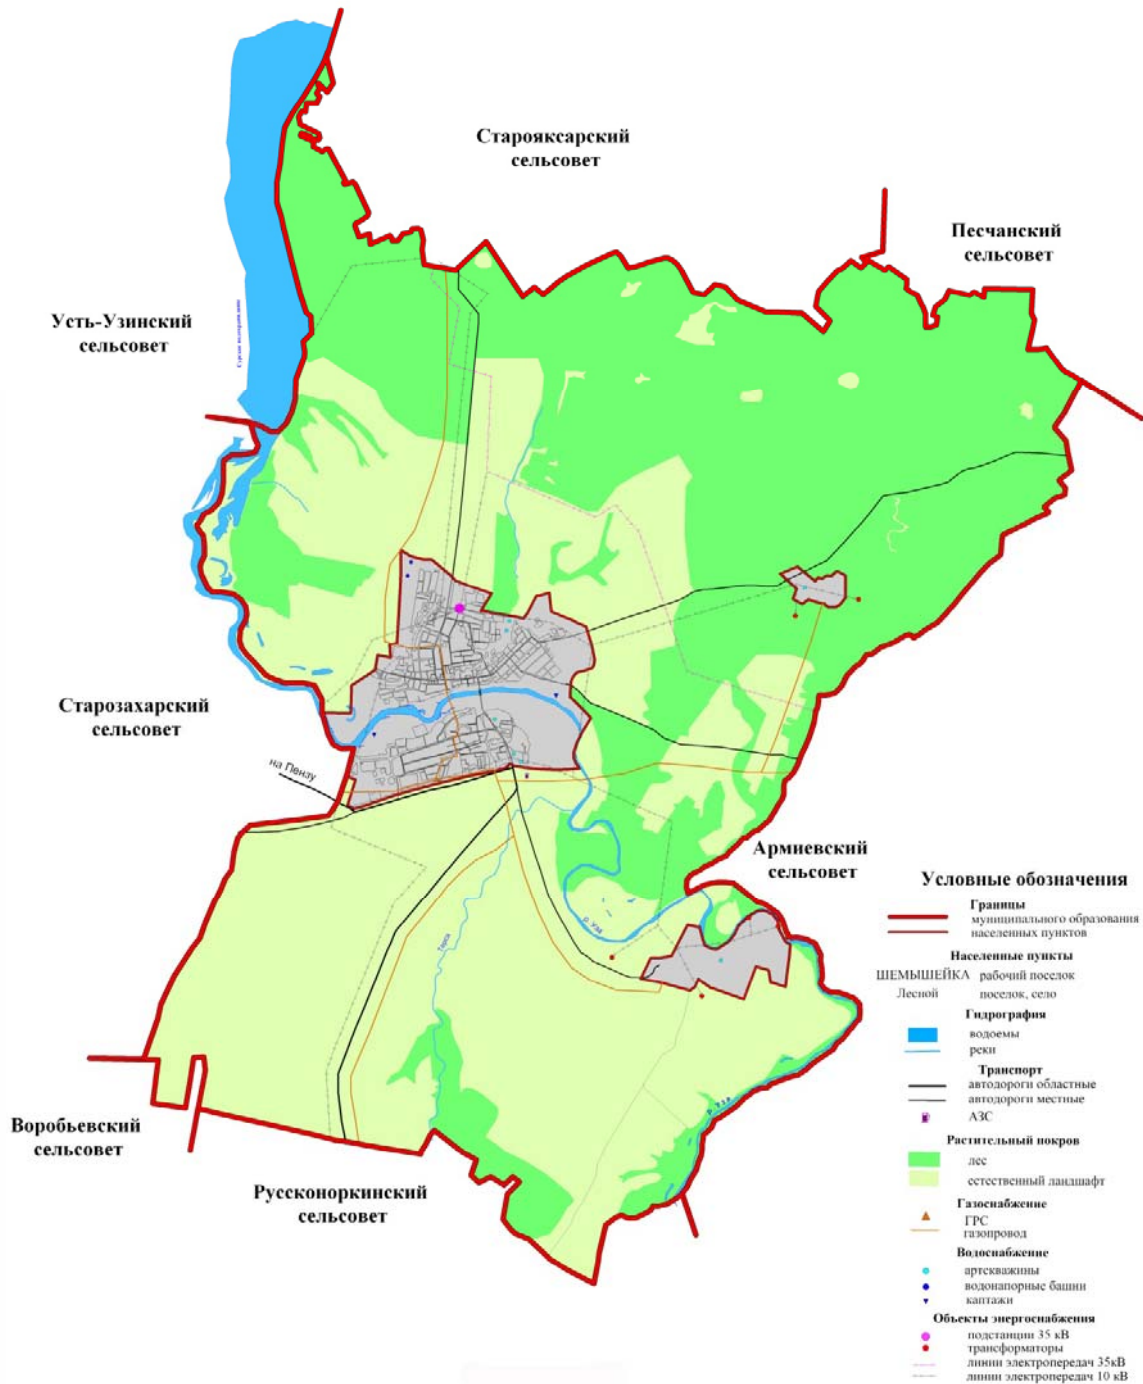 Старояксарский
сельсовет
Песчанский
сельсовет
Усть-Узинский
сельсовет
Старозахарский
сельсовет
на Пензу
Армиевский
сельсовет
р. Уза
Воробьевский
сельсовет
Русскноркинский
сельсовет
Условные обозначения
Границы
муниципального образования
населенных пунктов
Населенные пункты
ШЕМЫШЕЙКА рабочий поселок
Лесной поселок, село
Гидрография
водоемы
реки
Транспорт
автодороги областные
автодороги местные
АЗС
Растительный покров
лес
естественный ландшафт
Газоснабжение
ГРС
газопровод
Водоснабжение
артскважины
водонапорные башни
каптажи
Объекты энергоснабжения
подстанции 35 кВ
трансформаторы
линии электропередач 35кВ
линии электропередач 10 кВ